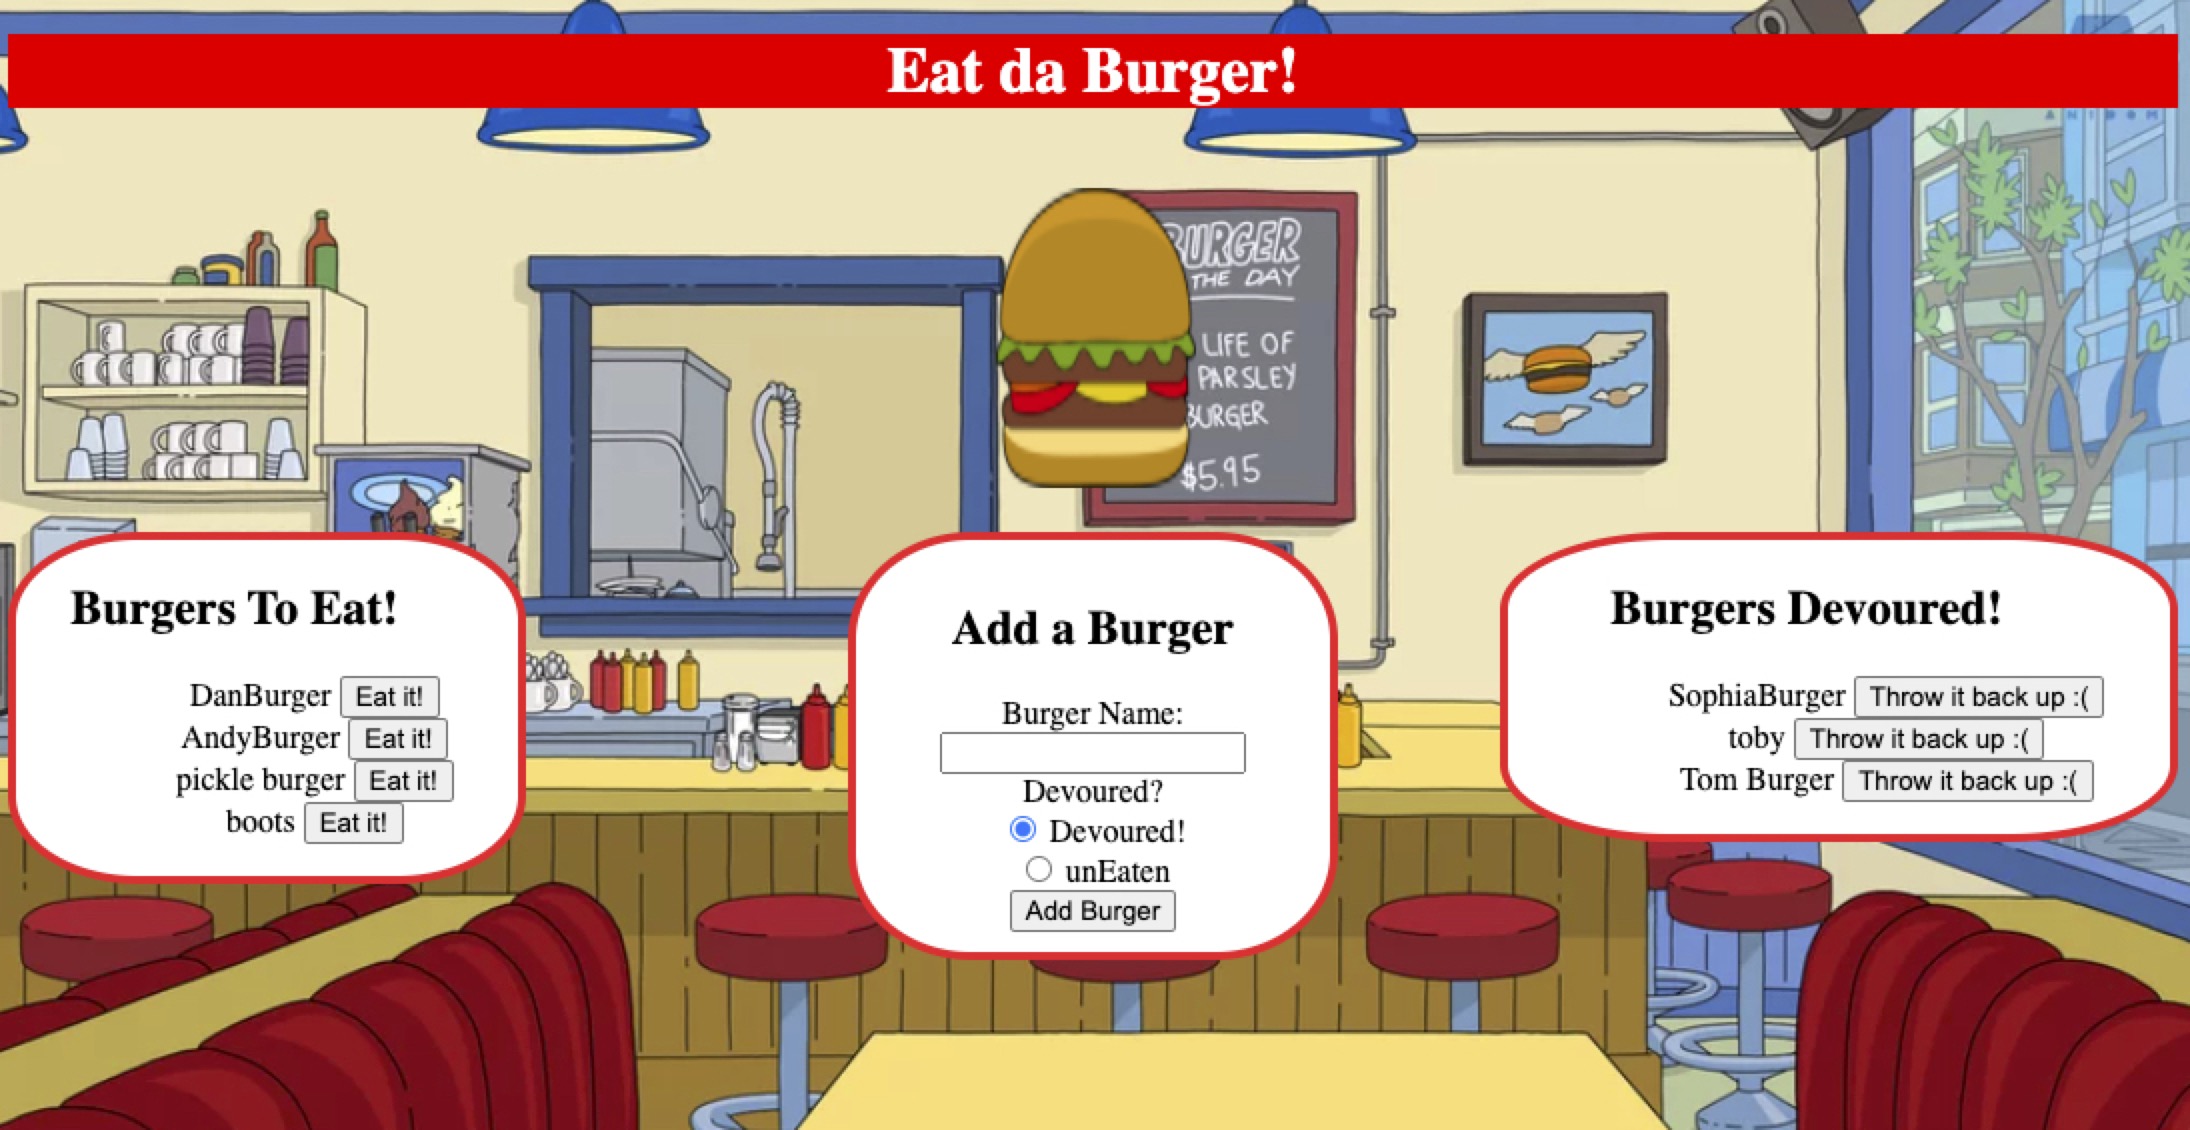 Eat da Burger!
BURGER
THE DAY
LIFE OF
PARSLEY
BURGER
$5.95
Burgers To Eat!
DanBurger Eat it!
AndyBurger Eat it!
pickle burger Eat it!
boots Eat it!
Add a Burger
Burger Name:
Devoured?
Devoured!
unEaten
Add Burger
Burgers Devoured!
SophiaBurger Throw it back up :(
toby Throw it back up :(
Tom Burger Throw it back up :(